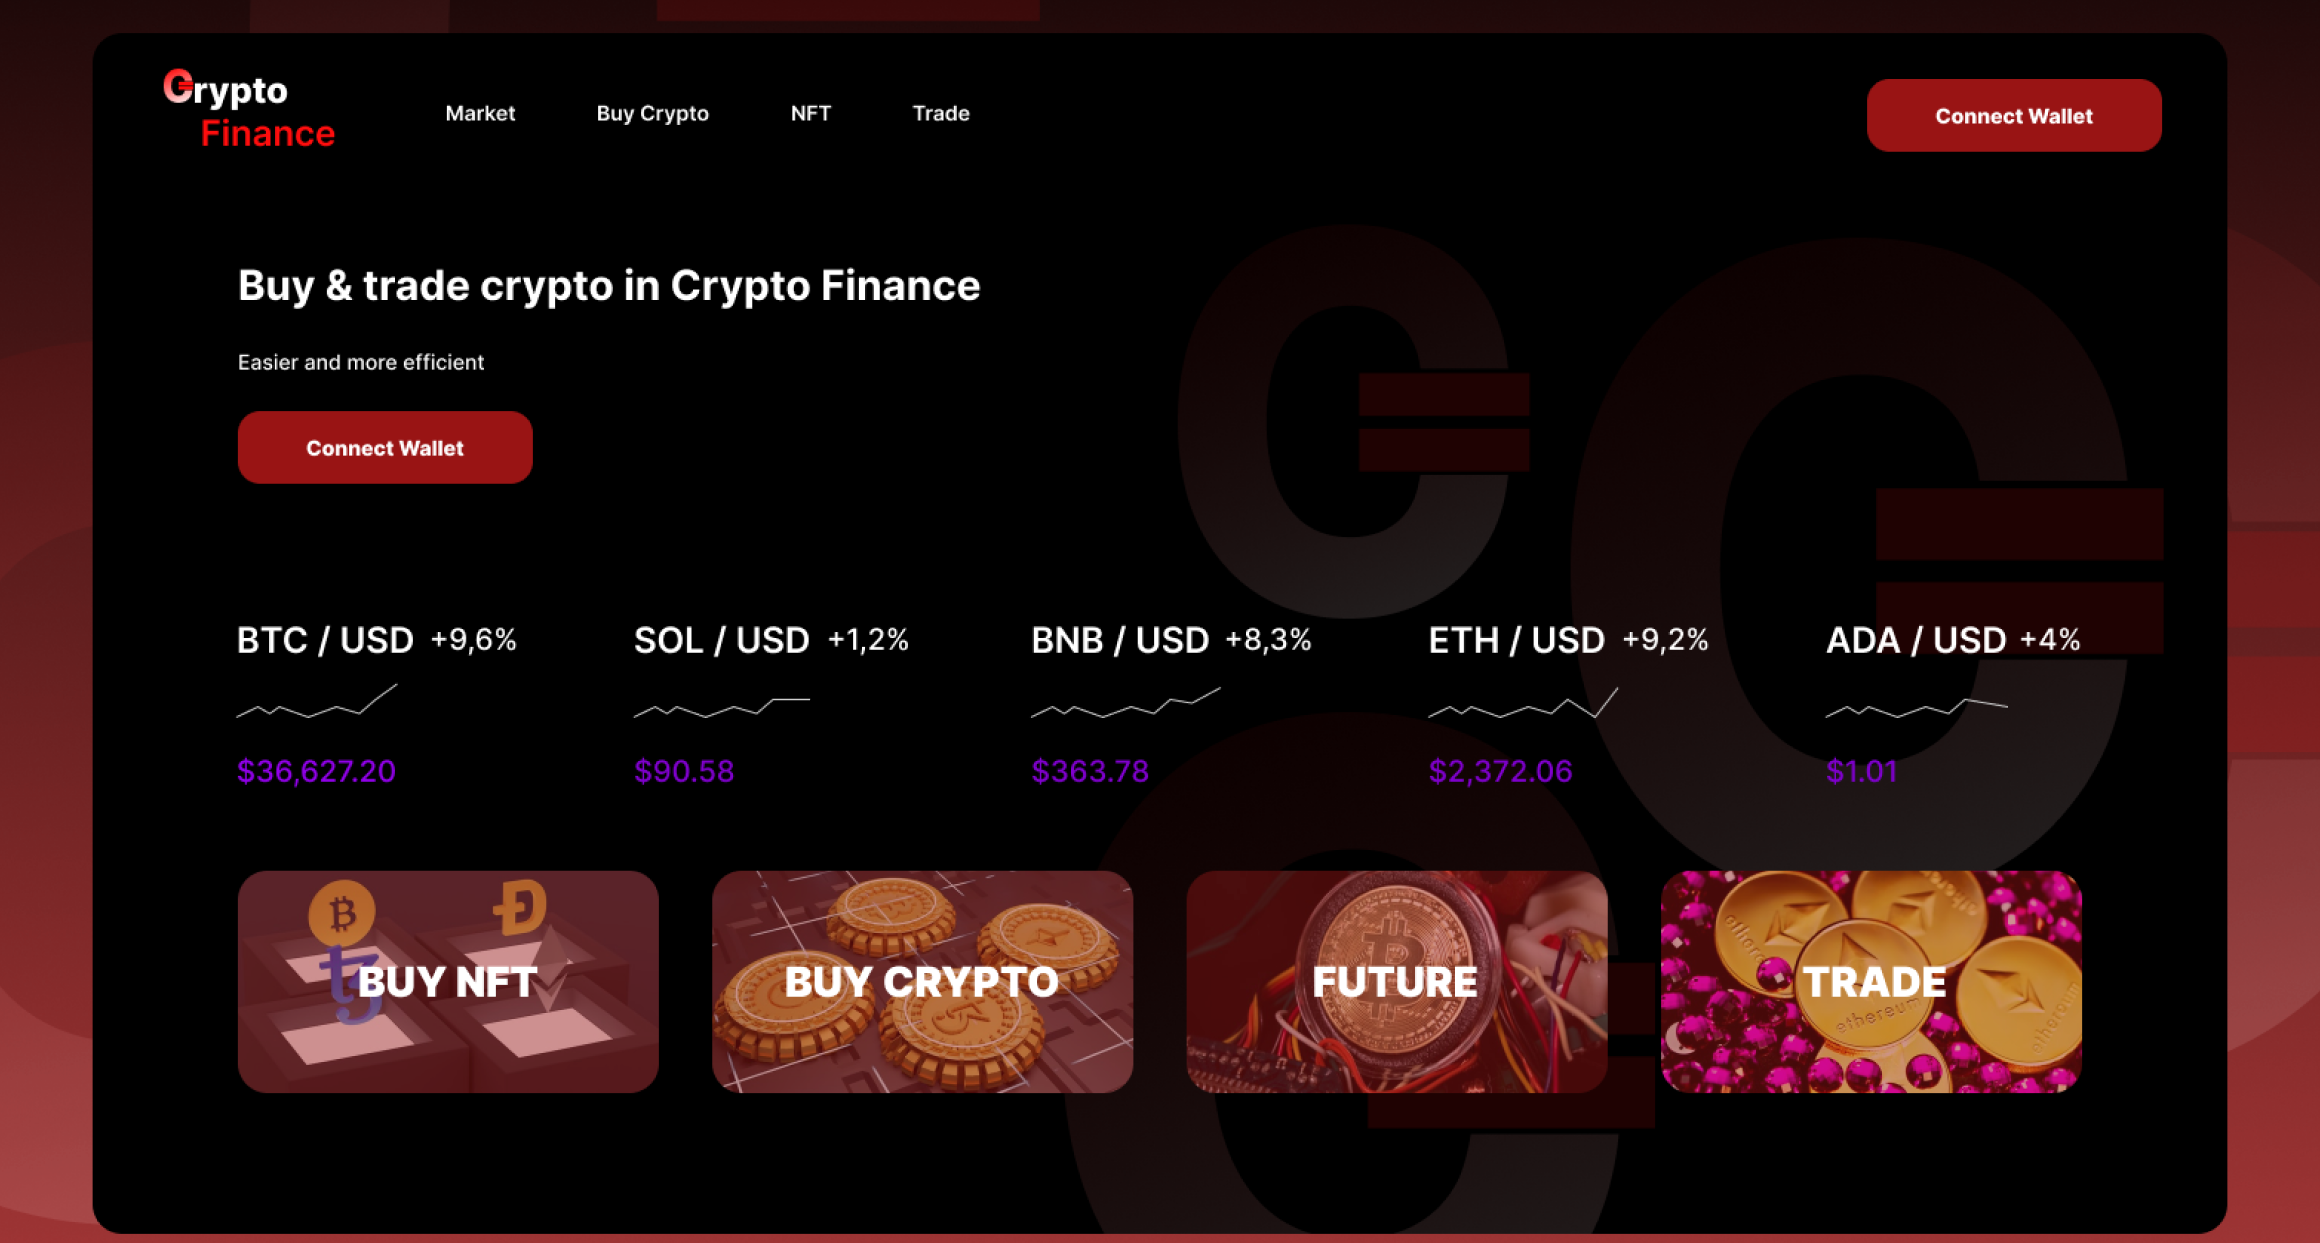 Crypto
Finance
Market
Buy Crypto
NFT
Trade
Connect Wallet
Buy & trade crypto in Crypto Finance
Easier and more efficient
Connect Wallet
BTC / USD +9,6%
SOL / USD +1,2%
BNB / USD +8,3%
ETH / USD +9,2%
ADA / USD +4%
$36,627.20
$90.58
$363.78
$2,372.06
$1.01
BUY NFT
BUY CRYPTO
FUTURE
TRADE
ethereum
ethereum